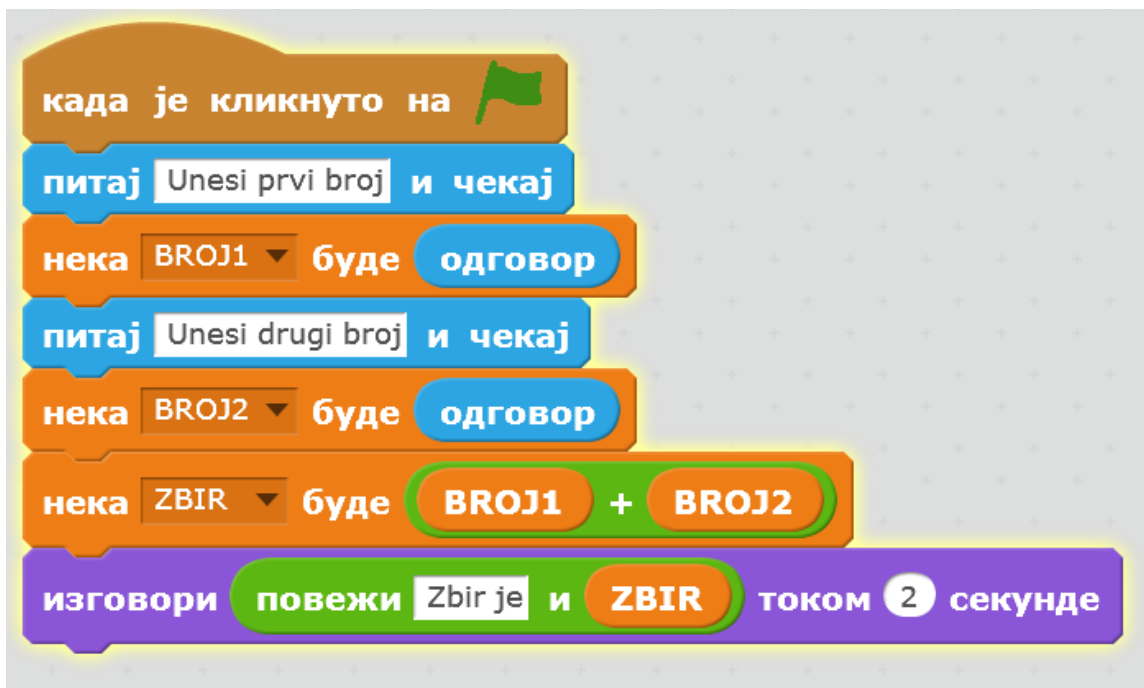 када је кликнуто на
питај Unesi prvi broj и чекај
нека BROJ1 буде одговор
питај Unesi drugi broj и чекај
нека BROJ2 буде одговор
нека ZBIR буде BROJ1 + BROJ2
изговори повежи Zbir je и ZBIR током 2 секунде